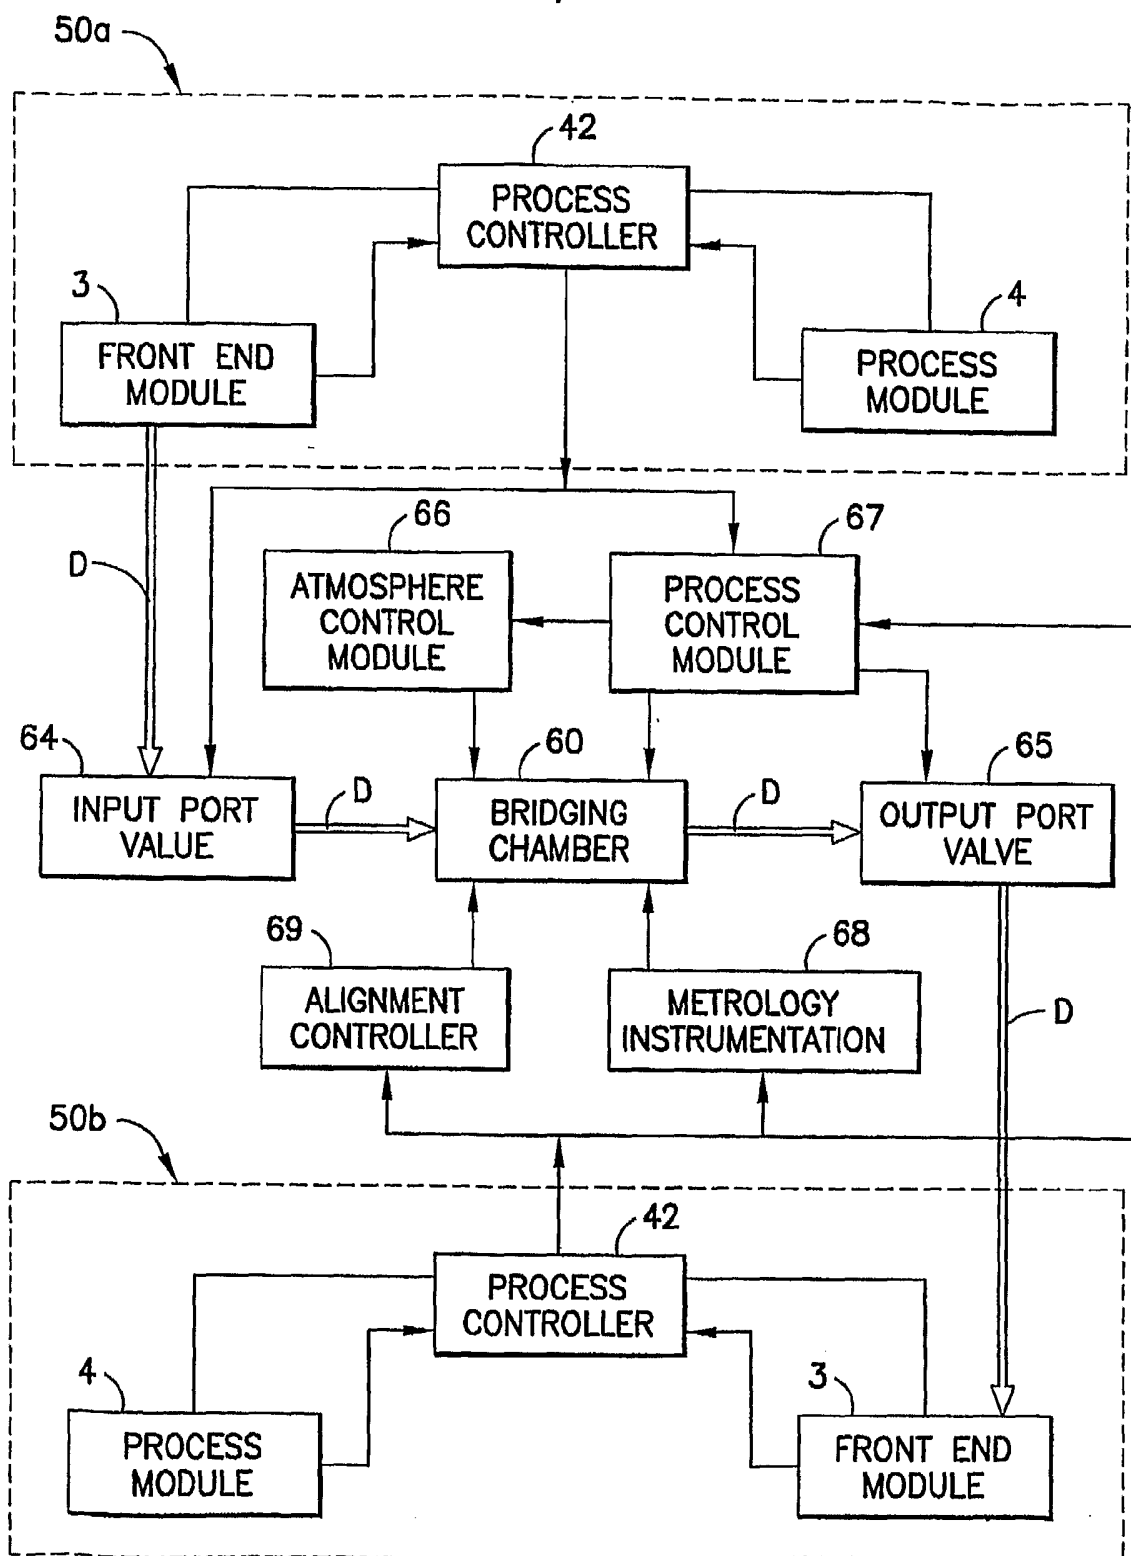 50a
42
PROCESS
CONTROLLER
3
4
FRONT END
MODULE
PROCESS
MODULE
66
67
D
ATMOSPHERE
CONTROL
MODULE
PROCESS
CONTROL
MODULE
64
60
65
INPUT PORT
VALUE
D
BRIDGING
CHAMBER
D
OUTPUT PORT
VALVE
69
68
ALIGNMENT
CONTROLLER
METROLOGY
INSTRUMENTATION
D
50b
42
PROCESS
CONTROLLER
4
3
PROCESS
MODULE
FRONT END
MODULE